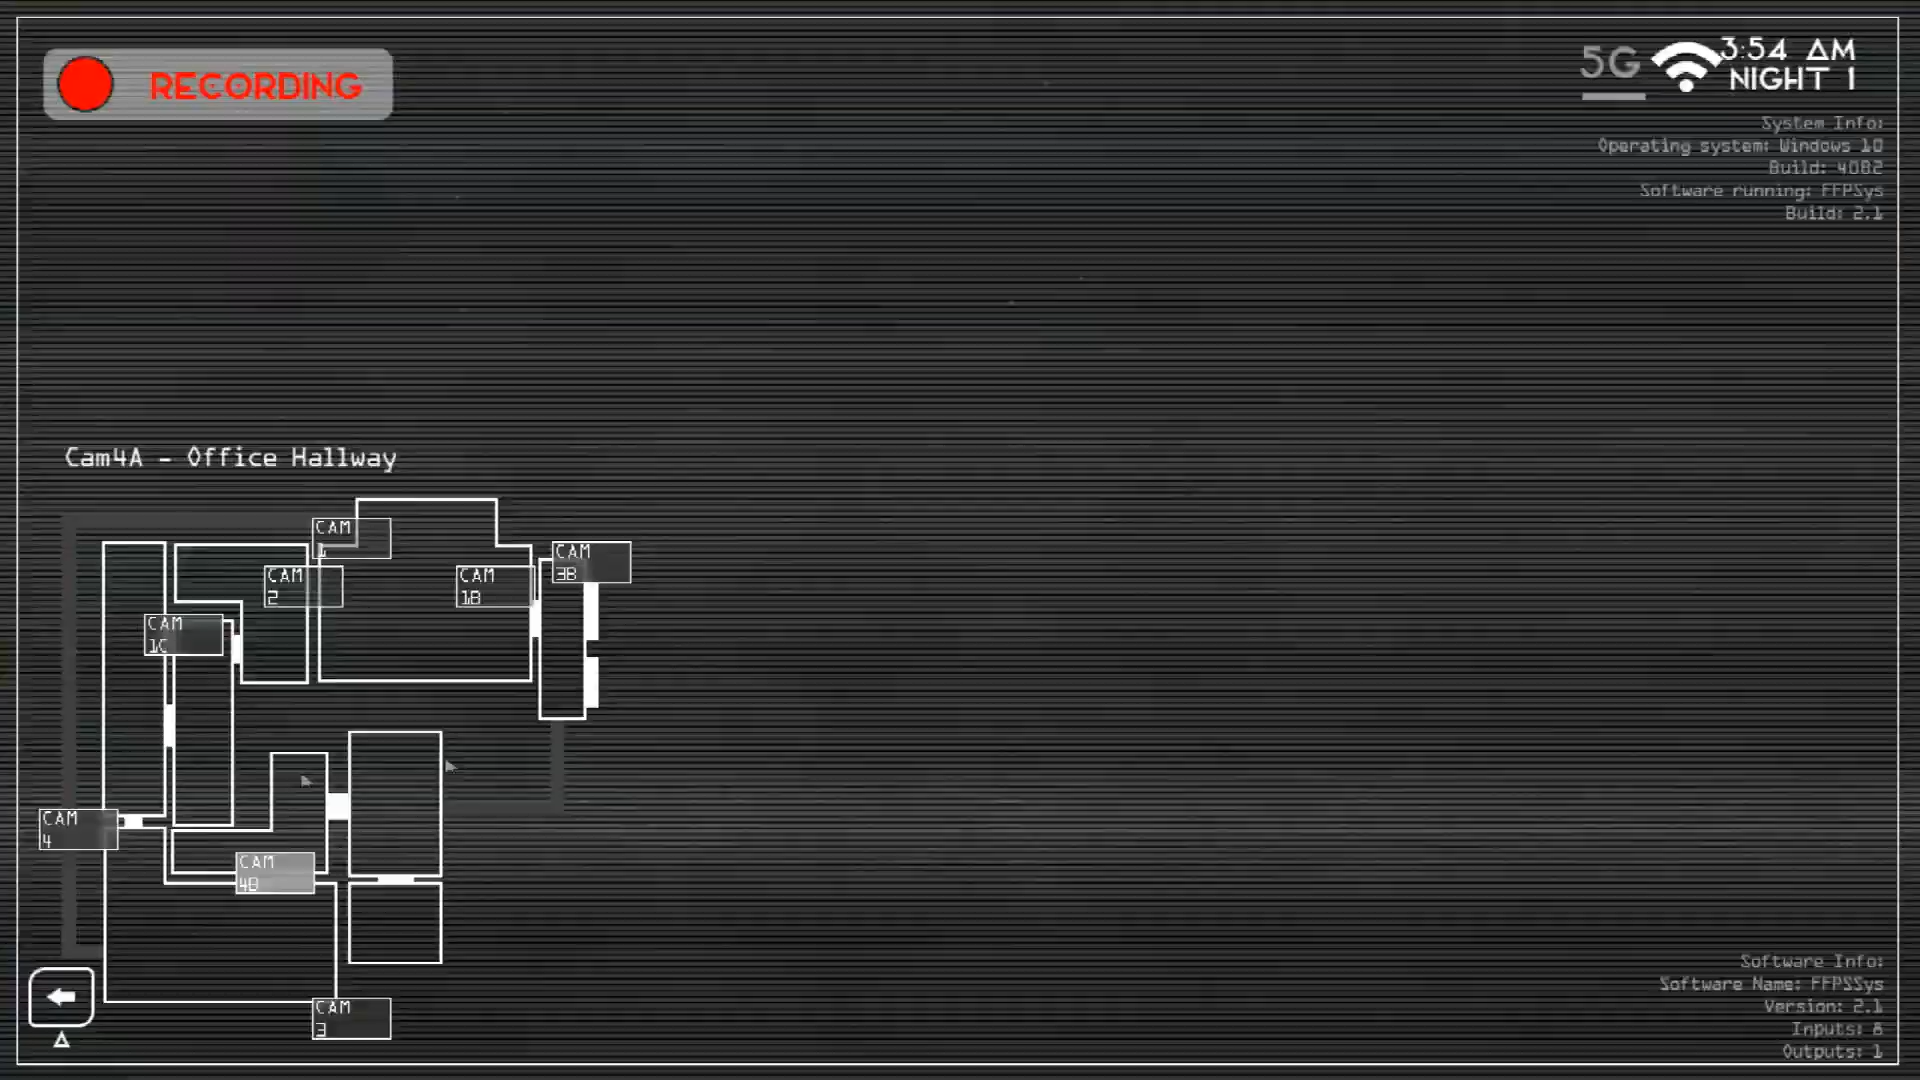 RECORDING
5G
3:54 AM
NIGHT 1
System Info:
Operating system: Windows 10
Build: 4082
Software running: FFPSys
Build: 2.1
Cam4A - Office Hallway
CAM
1
CAM
3B
CAM
2
CAM
1B
CAM
1C
CAM
4
CAM
4B
CAM
3
A
Software Info:
Software Name: FFPSSys
Version: 2.1
Inputs: 8
Outputs: 1